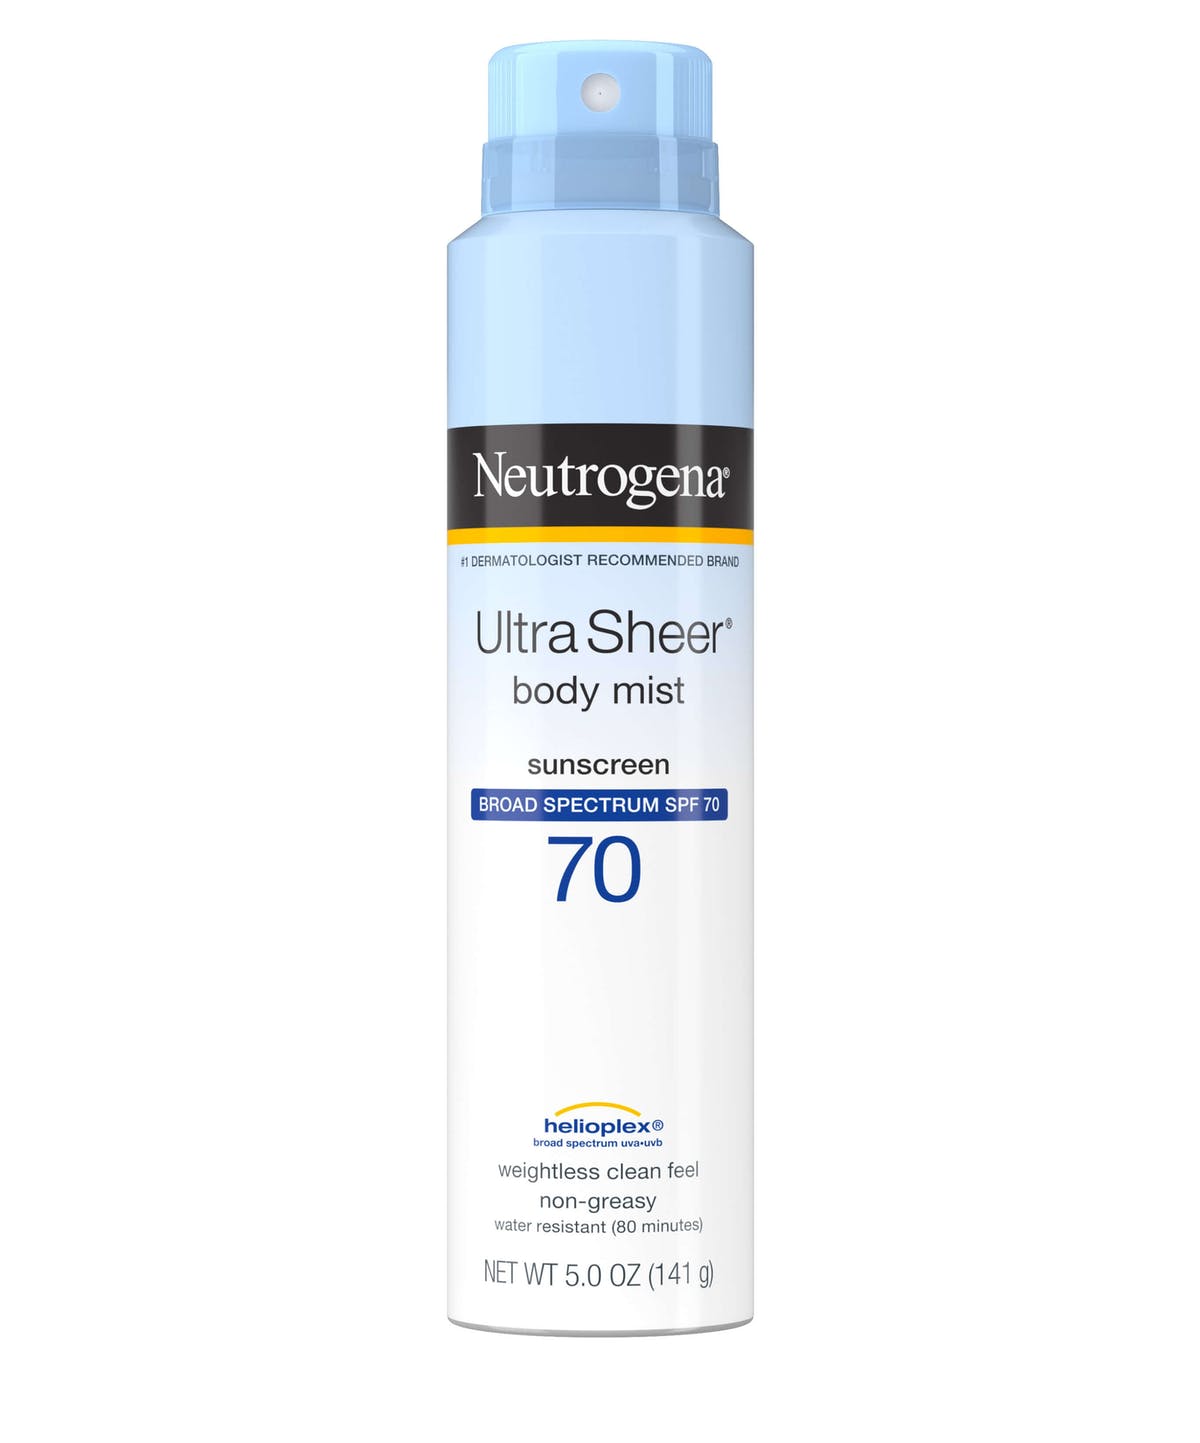 Neutrogena®
#1 DERMATOLOGIST RECOMMENDED BRAND
Ultra Sheer®
body mist
sunscreen
BROAD SPECTRUM SPF 70
70
helioplex®
broad spectrum uva•uvb
weightless clean feel
non-greasy
water resistant (80 minutes)
NET WT 5.0 OZ (141 g)